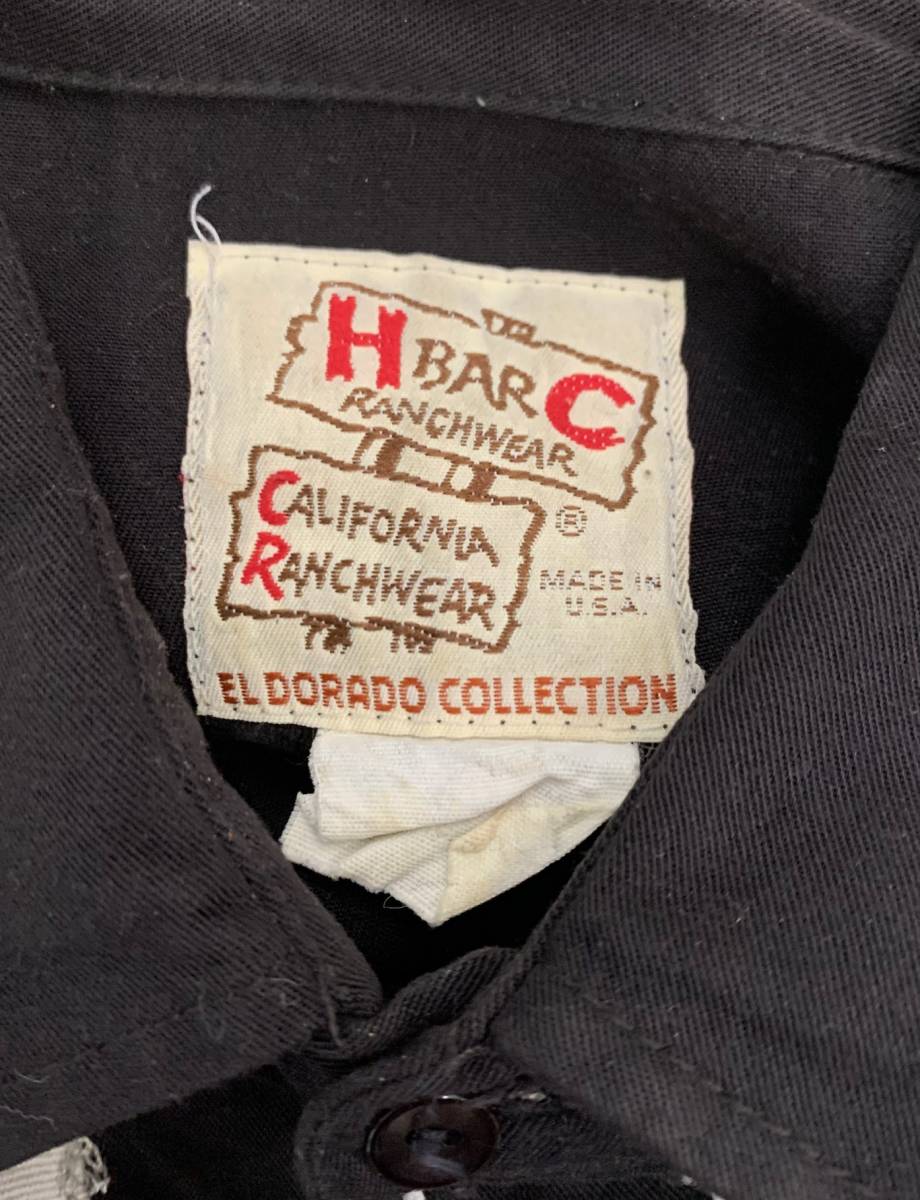 H BAR C
RANCHWEAR
CALIFORNIA
RANCHWEAR
®
MADE IN
U.S.A.
EL DORADO COLLECTION